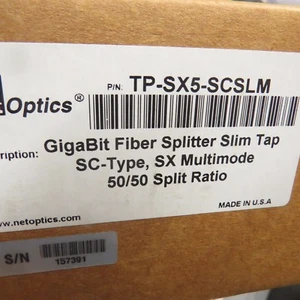 P/N: TP-SX5-SCSLM
Optics®
GigaBit Fiber Splitter Slim Tap
ription: SC-Type, SX Multimode
50/50 Split Ratio
MADE IN U.S.A
w.netoptics.com
S/N 157391